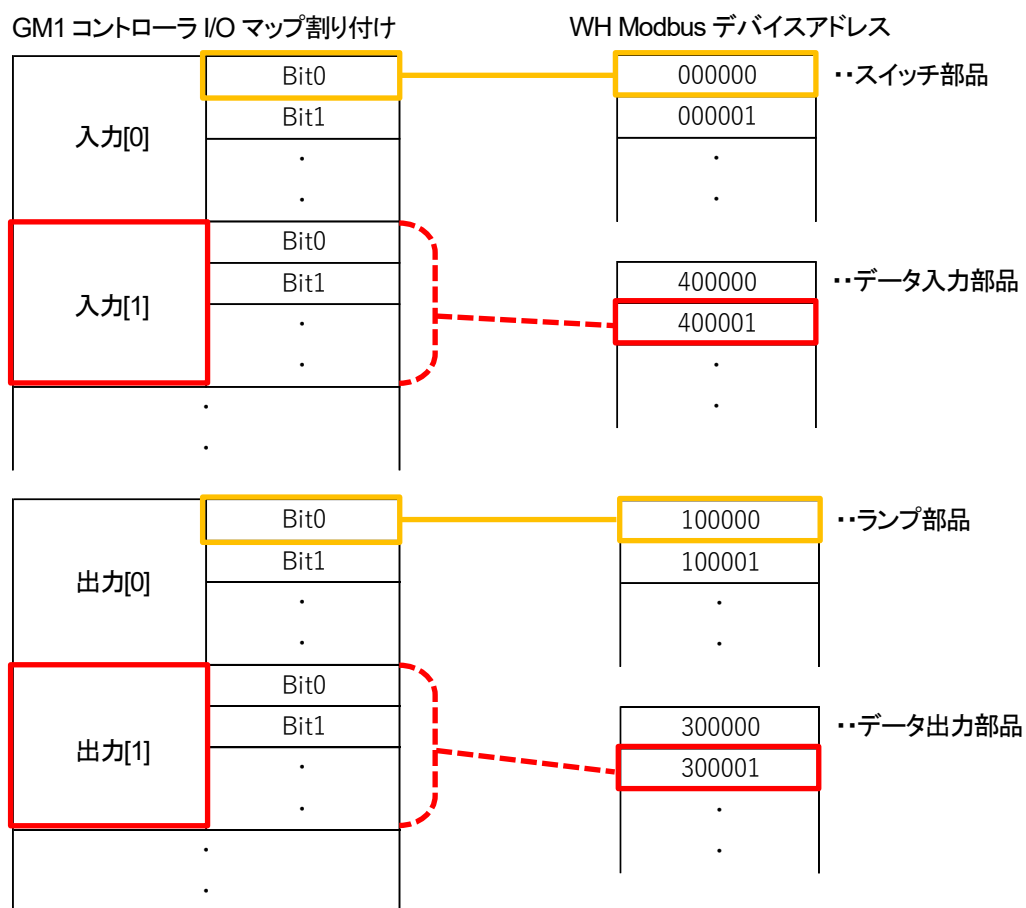 GM1 コントローラ I/O マップ割り付け
WH Modbus デバイスアドレス
入力[0]
Bit0
000000
・・スイッチ部品
Bit1
000001
・
・
・
・
入力[1]
Bit0
Bit1
400000
・・データ入力部品
・
400001
・
・
・
・
・
出力[0]
Bit0
100000
・・ランプ部品
Bit1
100001
・
・
・
・
出力[1]
Bit0
Bit1
300000
・・データ出力部品
・
300001
・
・
・
・
・